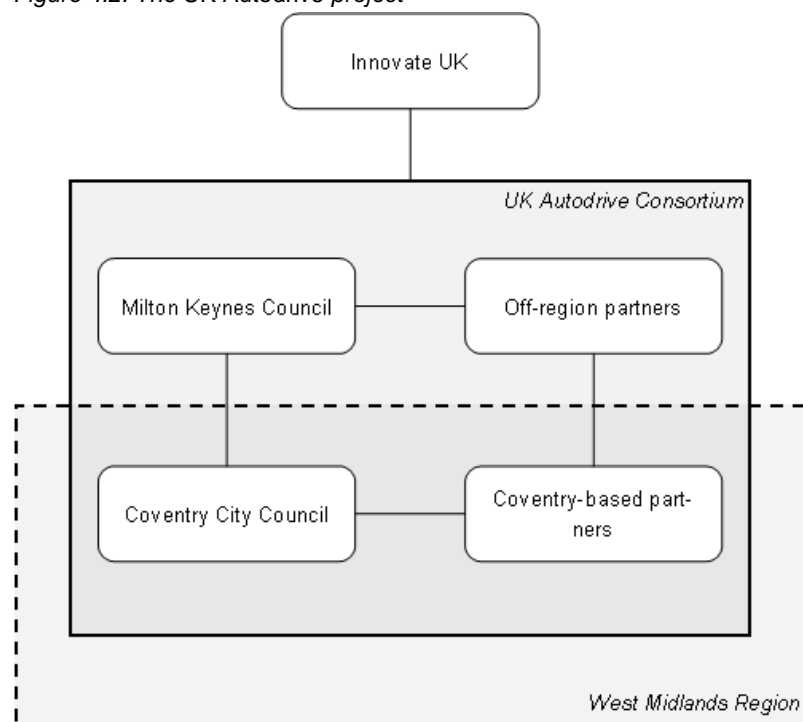 Figure 4.2: The UK Autodrive project
Innovate UK
UK Autodrive Consortium
Milton Keynes Council
Off-region partners
Coventry City Council
Coventry-based part-
ners
West Midlands Region